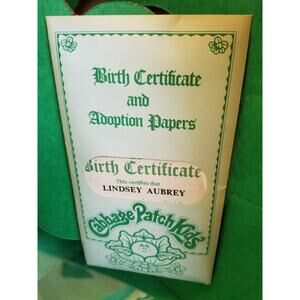 Birth Certificate
and
Adoption Papers
Birth Certificate
This certifies that
LINDSEY AUBREY
Cabbage Patch Kids